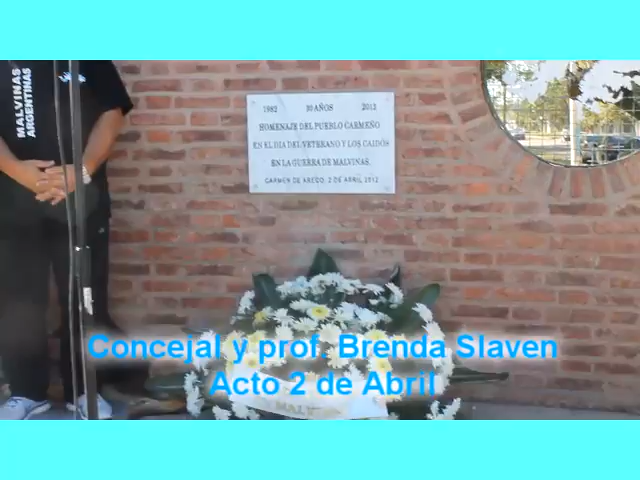 MALVINAS
ARGENTINAS
1982 30 AÑOS 2012
HOMENAJE DEL PUEBLO CARMEÑO
EN EL DIA DEL VETERANO Y LOS CAIDOS
EN LA GUERRA DE MALVINAS.
CARMEN DE ARECO, 2 DE ABRIL 2012
Concejal y prof. Brenda Slaven
Acto 2 de Abril